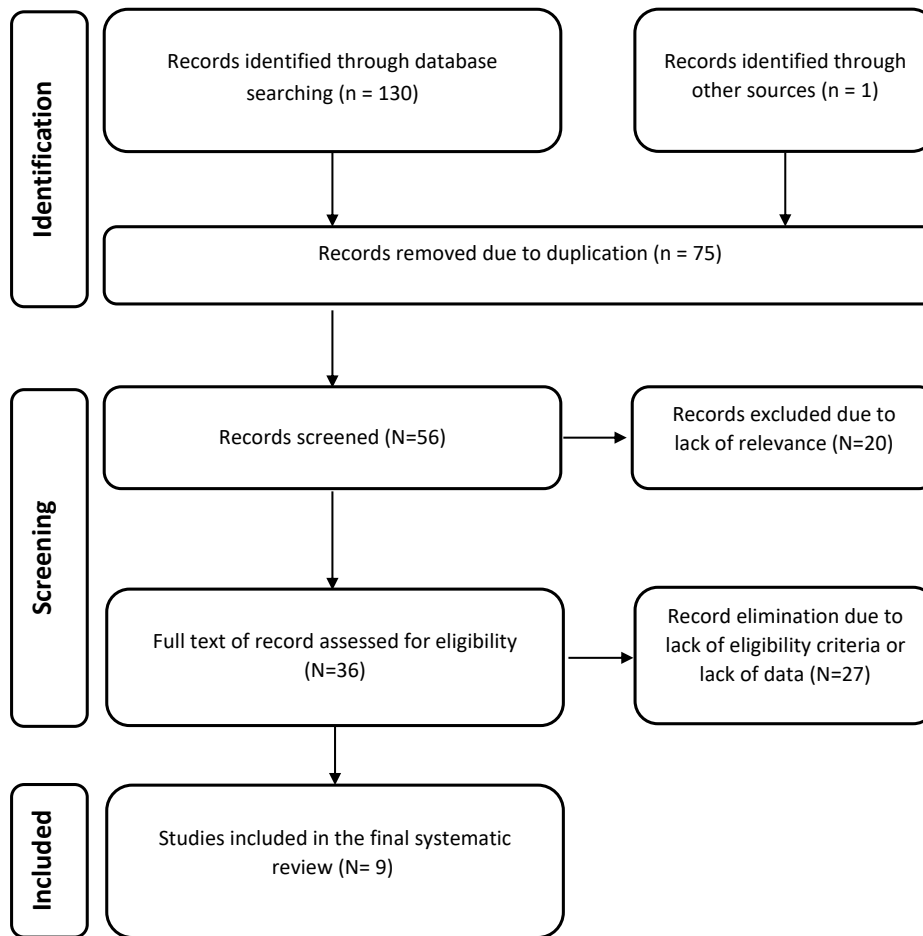 Identification
Records identified through database
searching (n = 130)
Records identified through
other sources (n = 1)
Records removed due to duplication (n = 75)
Screening
Records screened (N=56)
Records excluded due to
lack of relevance (N=20)
Full text of record assessed for eligibility
(N=36)
Record elimination due to
lack of eligibility criteria or
lack of data (N=27)
Included
Studies included in the final systematic
review (N= 9)